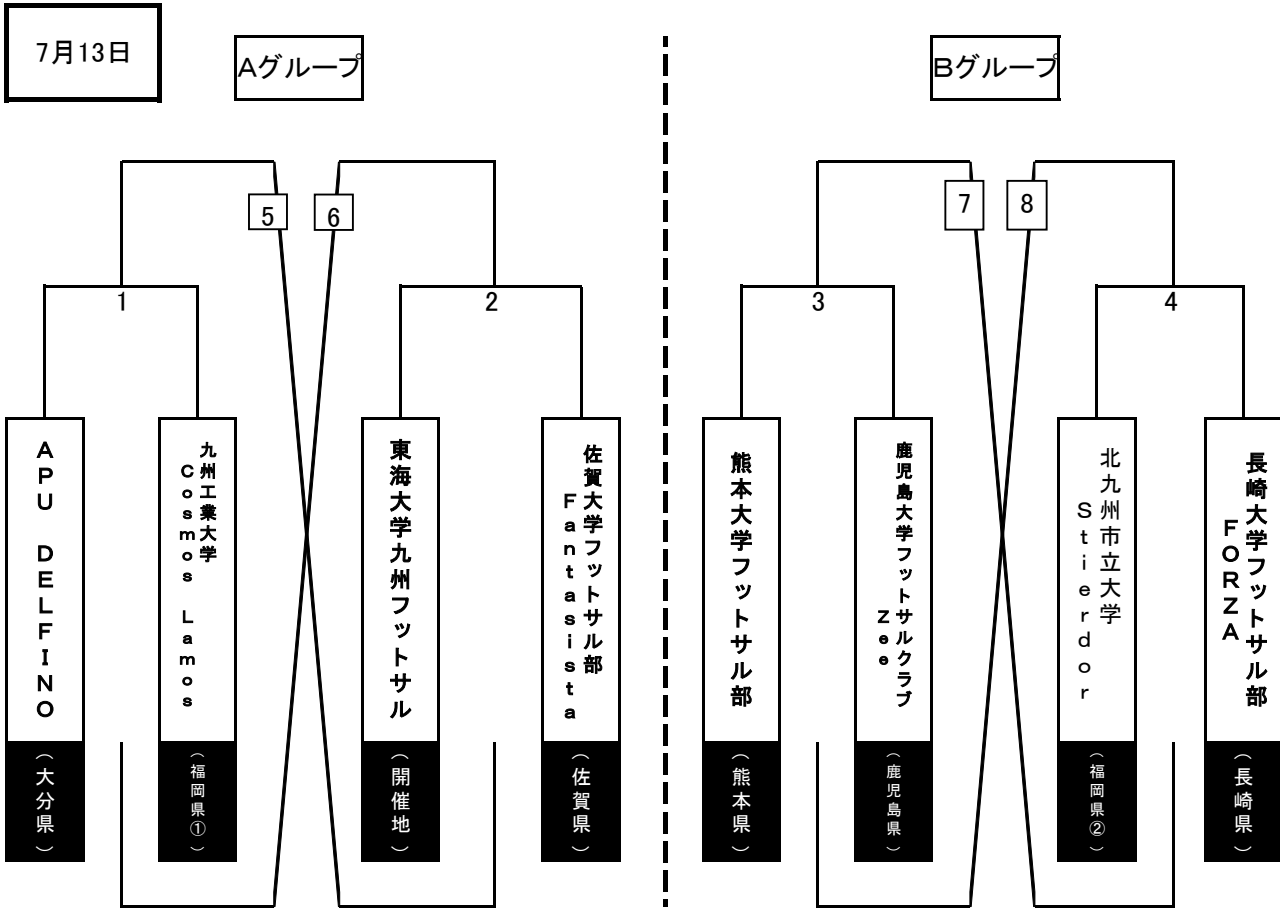 7月13日
Aグループ
Bグループ
5
6
7
8
1
2
3
4
APU DELFINO
（大分県）
九州工業大学
Cosmos Lamos
（福岡県①）
東海大学九州フットサル
（開催地）
佐賀大学フットサル部
Fantasista
（佐賀県）
熊本大学フットサル部
（熊本県）
鹿児島大学フットサルクラブ
Zee
（鹿児島県）
北九州市立大学
Stierdor
（福岡県②）
長崎大学フットサル部
FORZA
（長崎県）